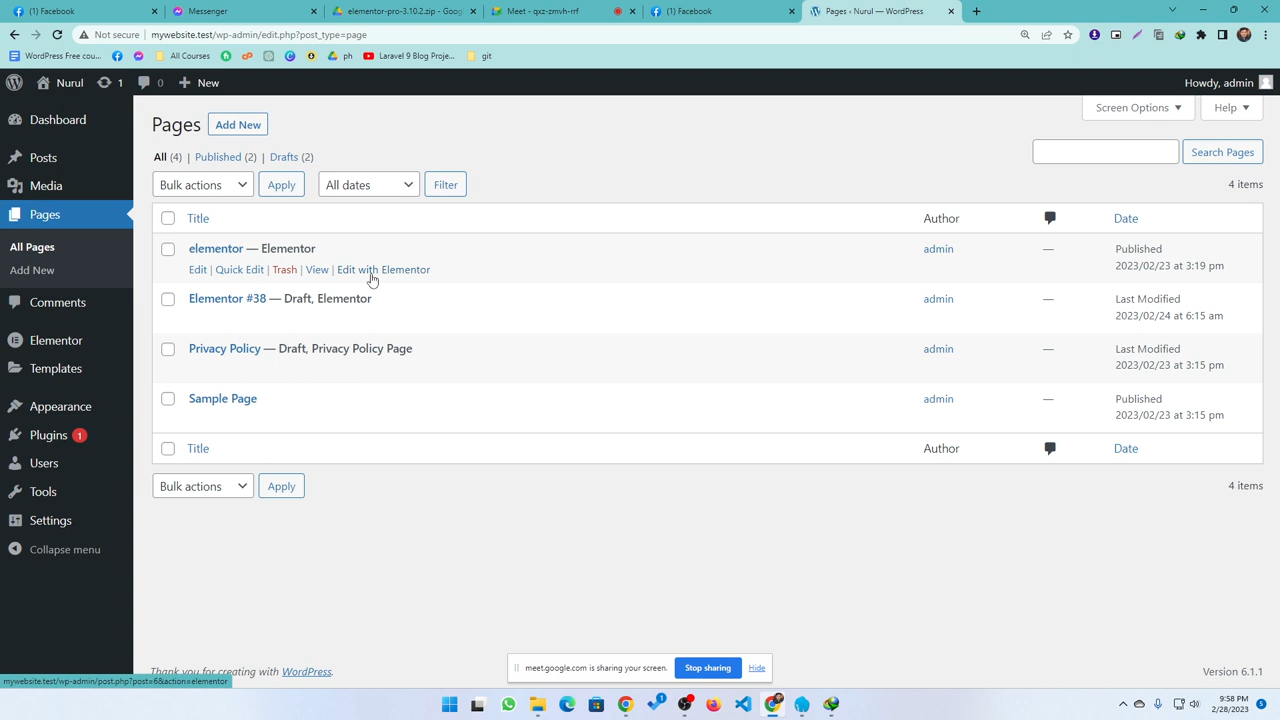 (1) Facebook
Messenger
elementor-pro-3.10.2.zip - Goog
Meet - qxz-zmvh-rrf
(1) Facebook
Pages ‹ Nurul — WordPress
Not secure | mywebsite.test/wp-admin/edit.php?post_type=page
WordPress Free cou...
All Courses
ph
Laravel 9 Blog Proje...
git
Nurul
1
0
New
Howdy, admin
Dashboard
Posts
Media
Pages
All Pages
Add New
Comments
Elementor
Templates
Appearance
Plugins 1
Users
Tools
Settings
Collapse menu
Screen Options
Help
Pages Add New
All (4) | Published (2) | Drafts (2)
Search Pages
Bulk actions Apply All dates Filter
4 items
Title Author Date
elementor — Elementor admin — Published
Edit | Quick Edit | Trash | View | Edit with Elementor 2023/02/23 at 3:19 pm
Elementor #38 — Draft, Elementor admin — Last Modified
2023/02/24 at 6:15 am
Privacy Policy — Draft, Privacy Policy Page admin — Last Modified
2023/02/23 at 3:15 pm
Sample Page admin — Published
2023/02/23 at 3:15 pm
Title Author Date
Bulk actions Apply 4 items
meet.google.com is sharing your screen. Stop sharing Hide
Thank you for creating with WordPress. Version 6.1.1
mywebsite.test/wp-admin/post.php?post=6&action=elementor
1
9:58 PM
2/28/2023
5